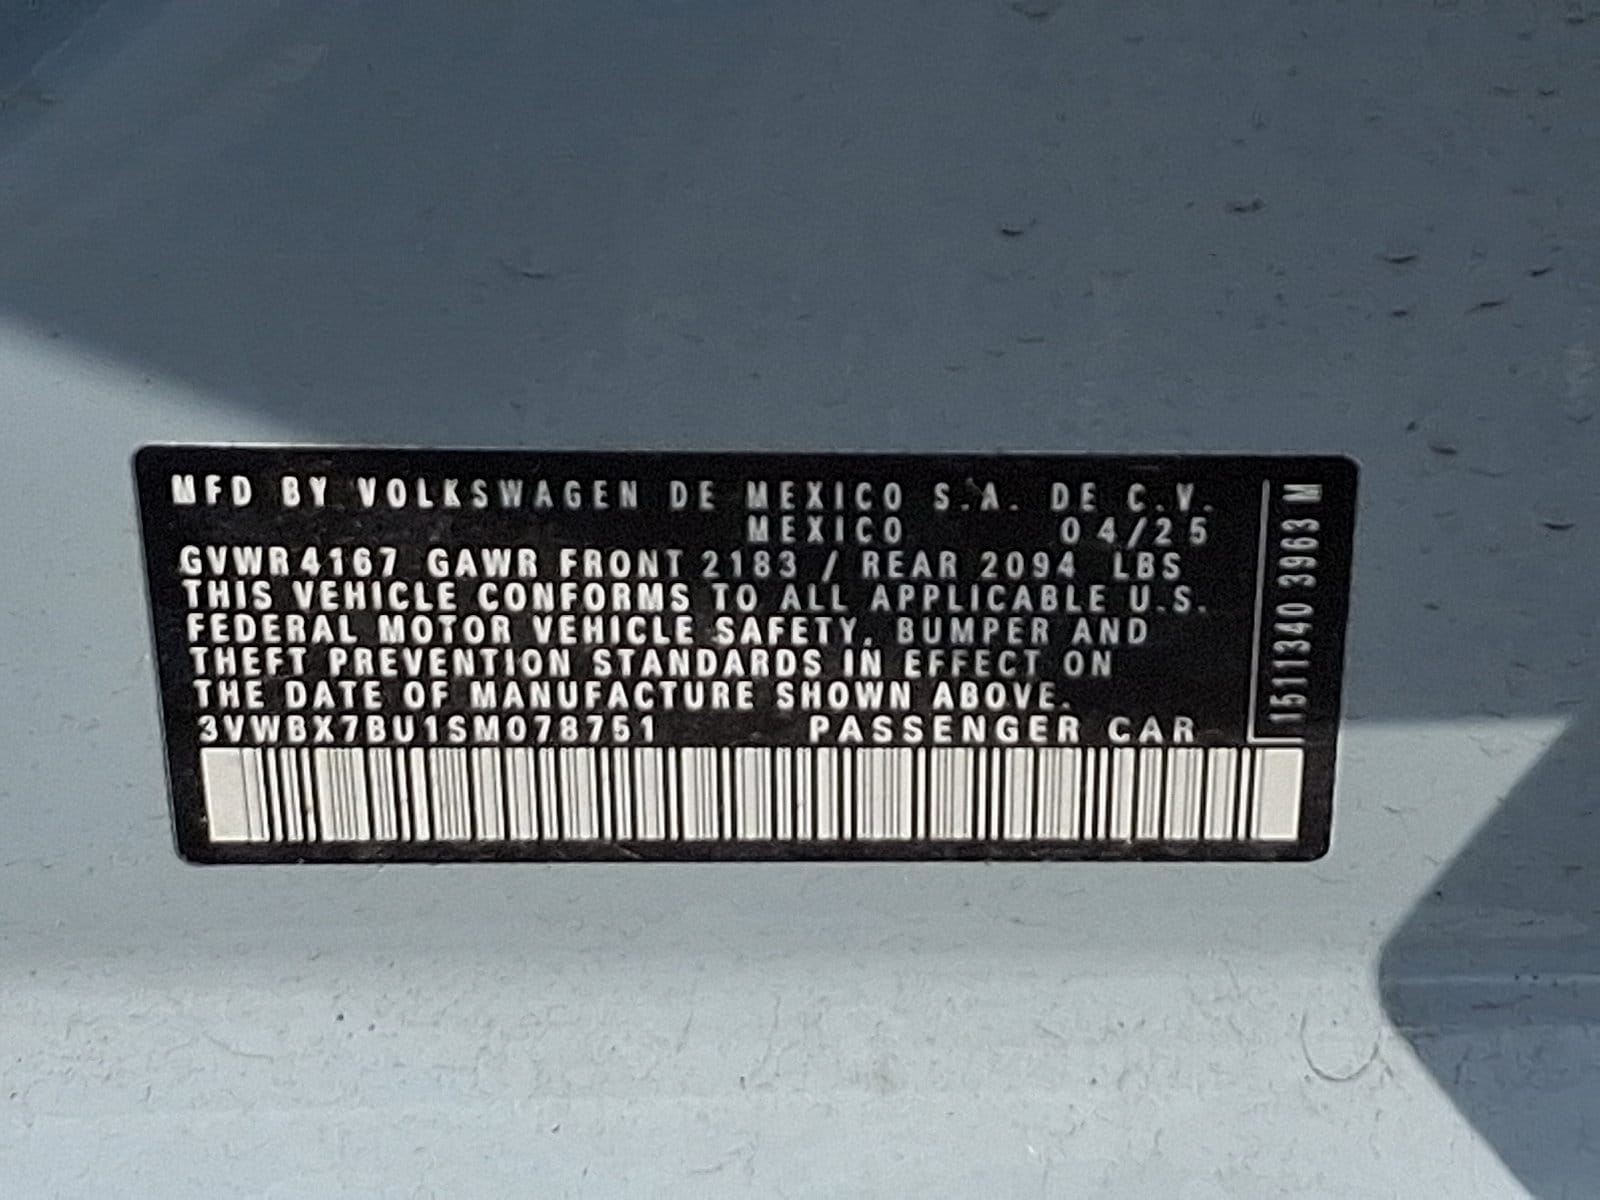 MFD BY VOLKSWAGEN DE MEXICO S.A. DE C.V.
MEXICO 04/25
GVWR 4167 GAWR FRONT 2183 / REAR 2094 LBS
THIS VEHICLE CONFORMS TO ALL APPLICABLE U.S.
FEDERAL MOTOR VEHICLE SAFETY, BUMPER AND
THEFT PREVENTION STANDARDS IN EFFECT ON
THE DATE OF MANUFACTURE SHOWN ABOVE.
3VWBX7BU1SM078751 PASSENGER CAR
1511340 3963 M